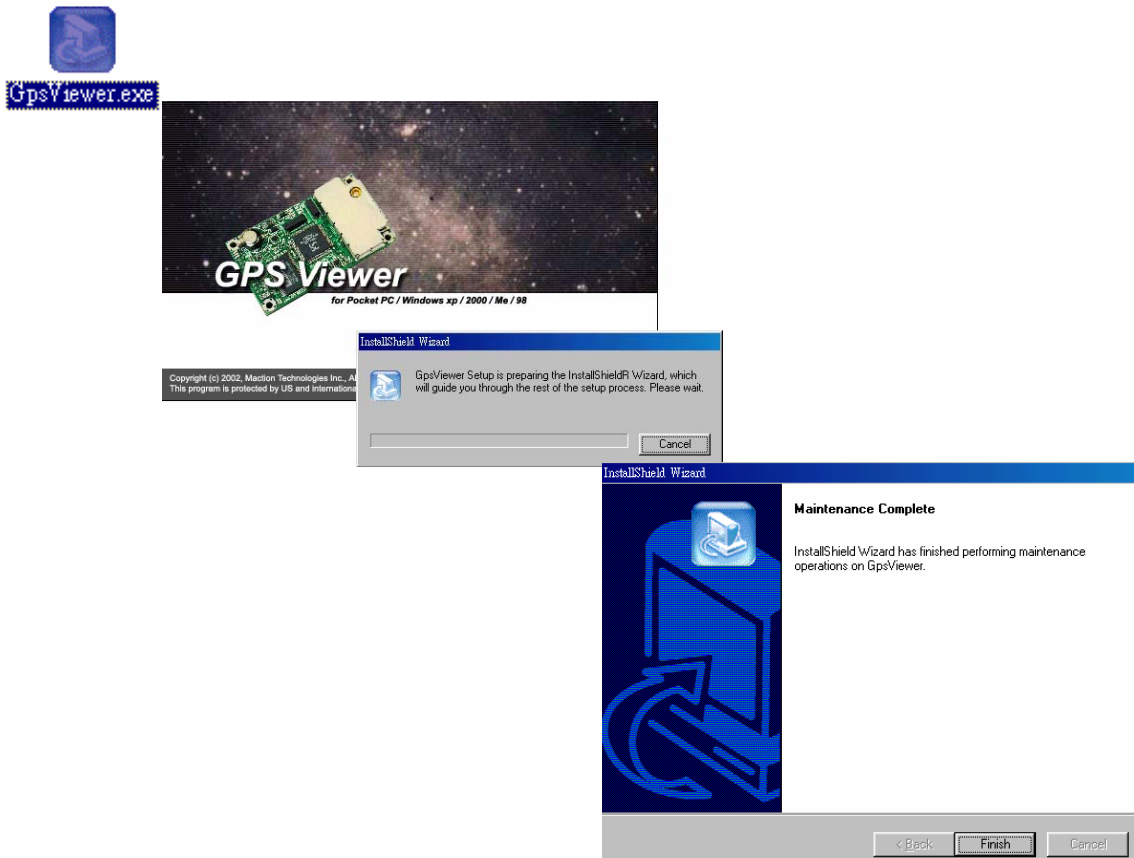 GpsViewer.exe
GPS Viewer
for Pocket PC / Windows xp / 2000 / Me / 98
Copyright (c) 2002, Maction Technologies Inc.,
This program is protected by US and
InstallShield Wizard
GpsViewer Setup is preparing the InstallShieldR Wizard, which
will guide you through the rest of the setup process. Please wait.
Cancel
InstallShield Wizard
Maintenance Complete
InstallShield Wizard has finished performing maintenance
operations on GpsViewer.
< Back
Finish
Cancel